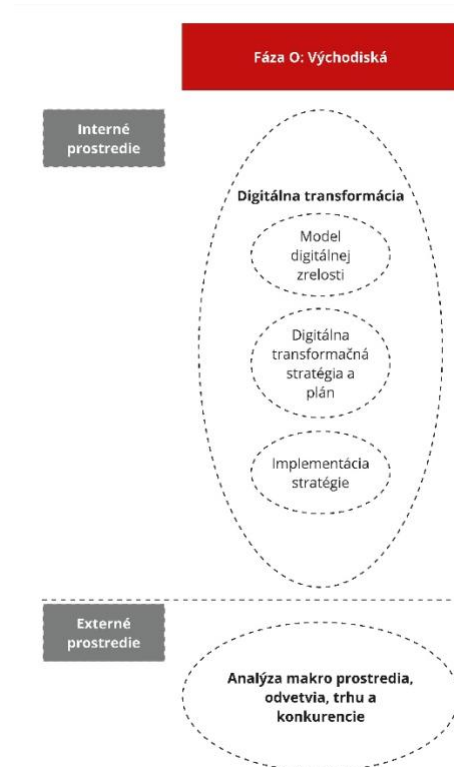 Fáza O: Východiská
Interné
prostredie
Digitálna transformácia
Model
digitálnej
zrelosti
Digitálna
transformačná
stratégia a
plán
Implementácia
stratégie
Externé
prostredie
Analýza makro prostredia,
odvetvia, trhu a
konkurencie